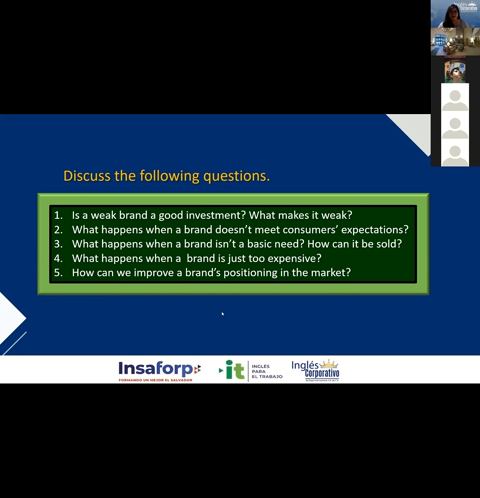 Discuss the following questions.
1. Is a weak brand a good investment? What makes it weak?
2. What happens when a brand doesn't meet consumers' expectations?
3. What happens when a brand isn't a basic need? How can it be sold?
4. What happens when a brand is just too expensive?
5. How can we improve a brand's positioning in the market?
Insaforp
FORMANDO UN MEJOR EL SALVADOR
it
INGLÉS
PARA
EL TRABAJO
Inglés
Corporativo